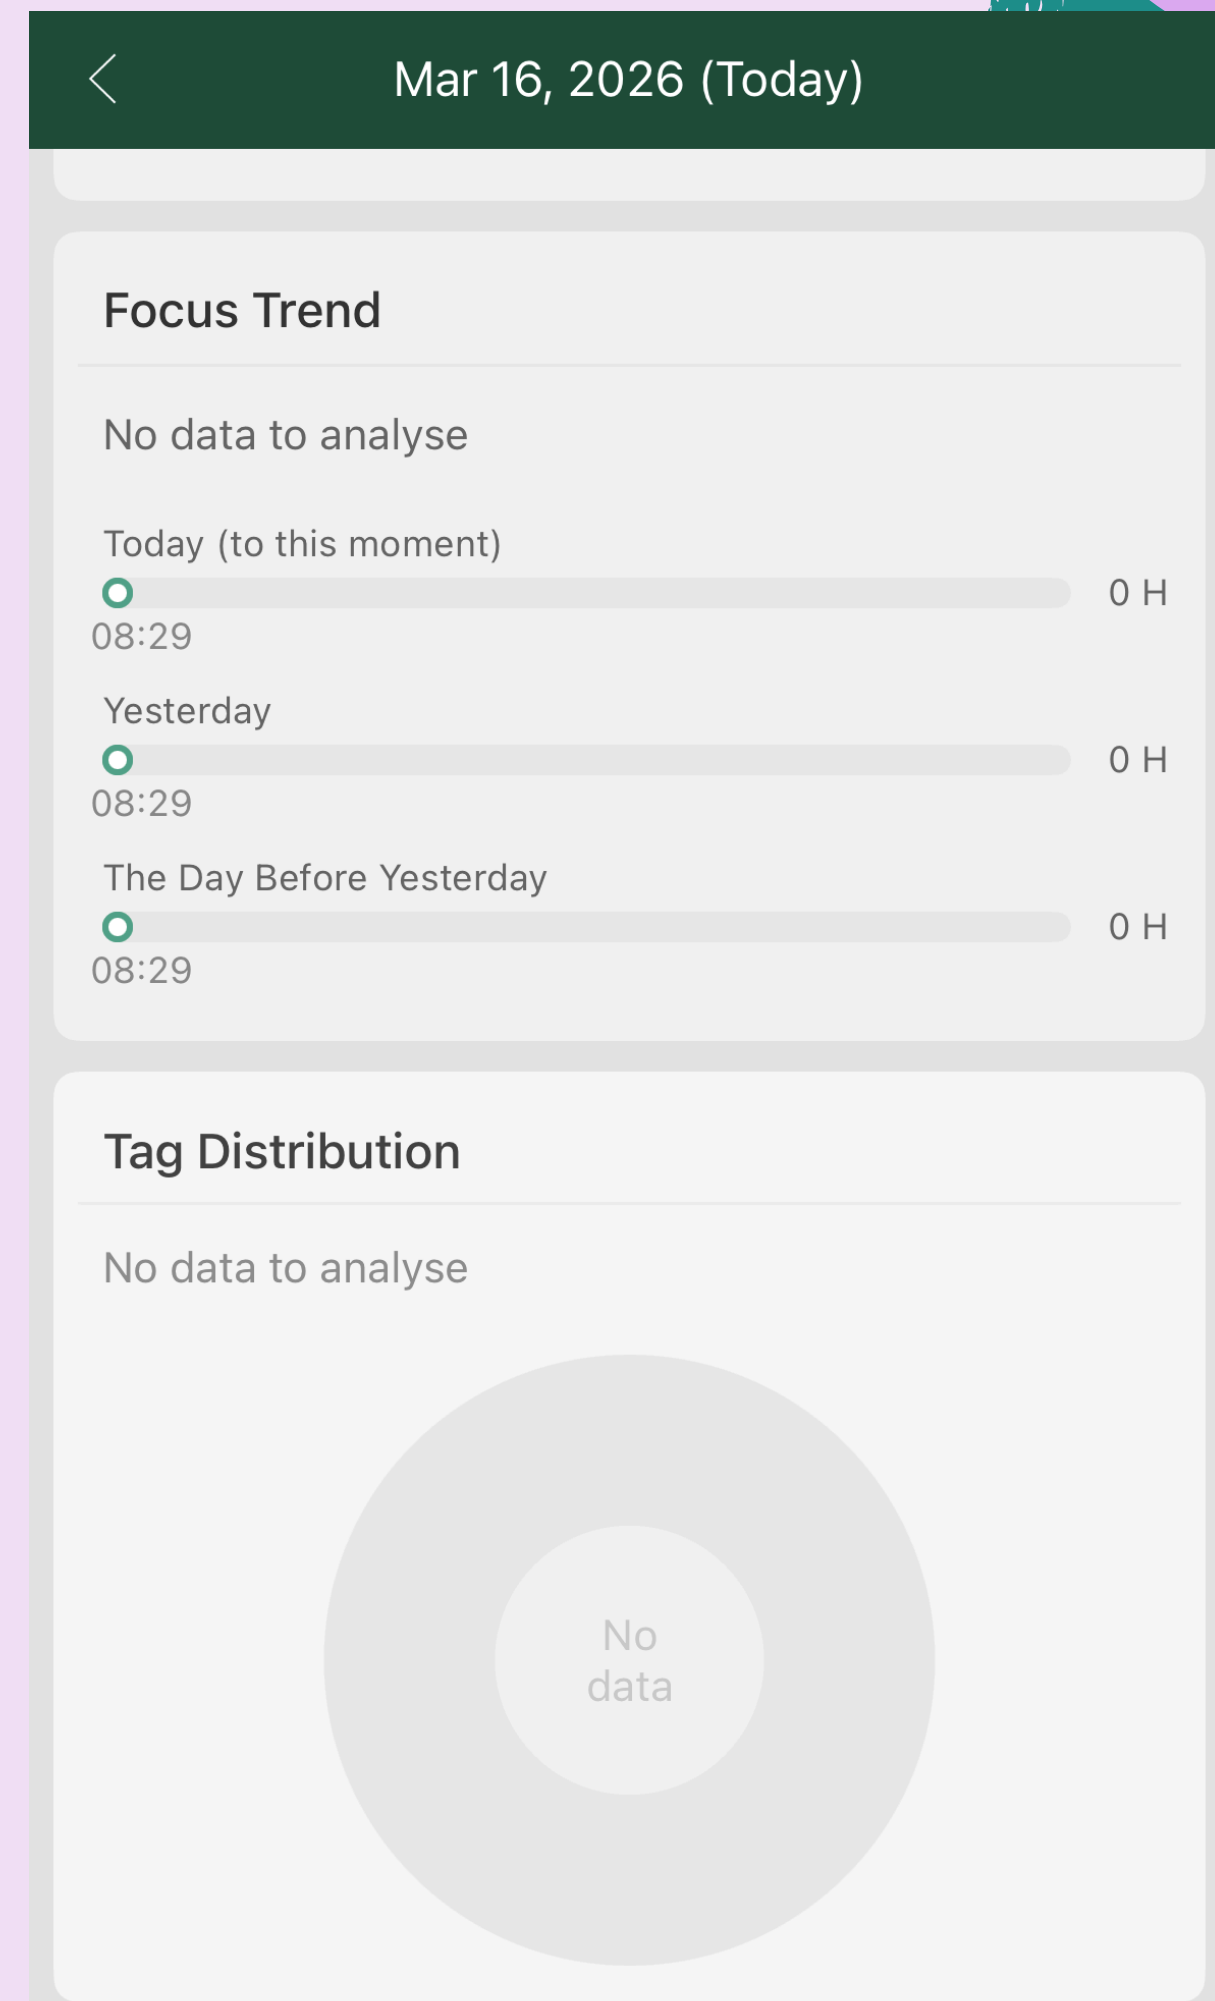 Mar 16, 2026 (Today)
Focus Trend
No data to analyse
Today (to this moment)
0 H
08:29
Yesterday
0 H
08:29
The Day Before Yesterday
0 H
08:29
Tag Distribution
No data to analyse
No
data